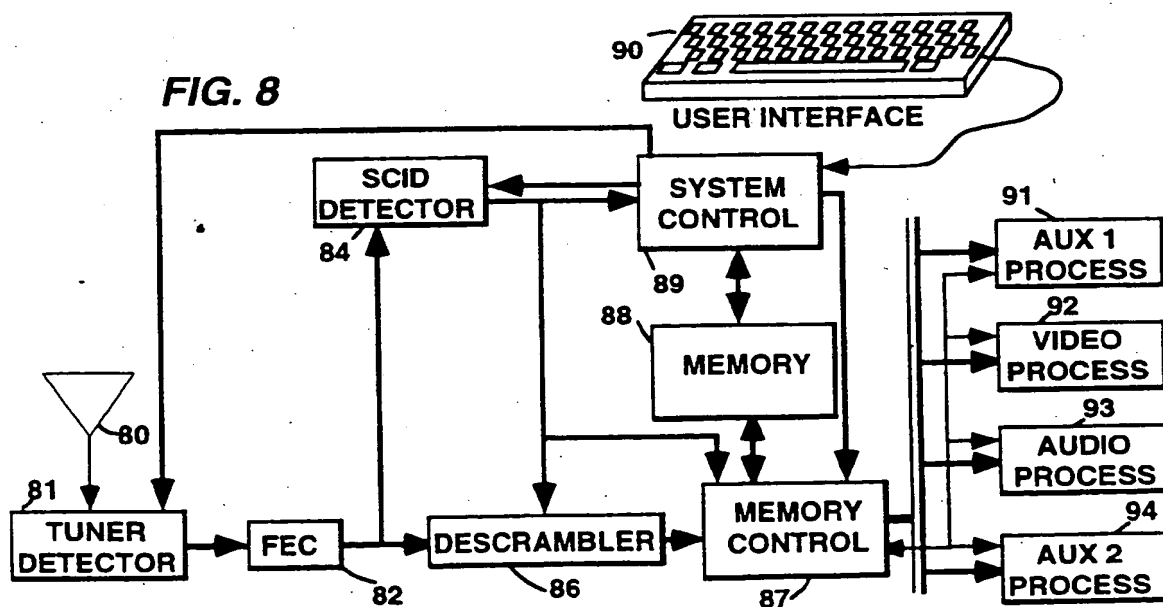 FIG. 8
90
USER INTERFACE
SCID
DETECTOR
84
SYSTEM
CONTROL
89
91
AUX 1
PROCESS
88
MEMORY
92
VIDEO
PROCESS
80
93
AUDIO
PROCESS
81
TUNER
DETECTOR
FEC
82
DESCRAMBLER
86
MEMORY
CONTROL
87
94
AUX 2
PROCESS